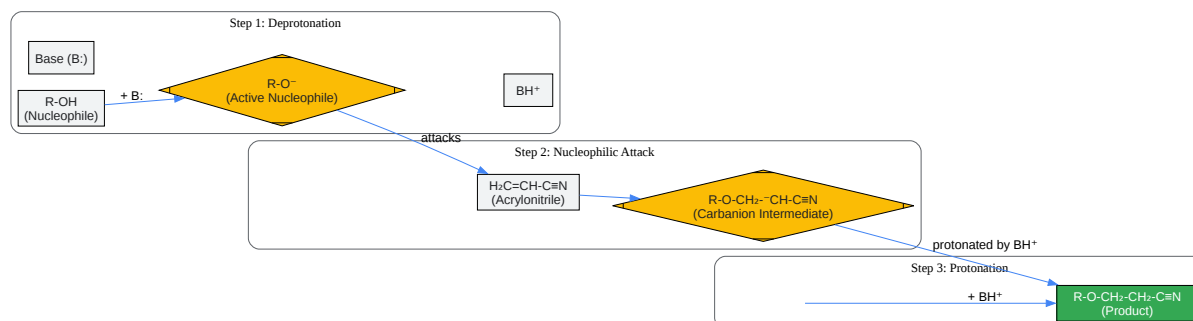 Step 1: Deprotonation
Base (B:)
R-OH
(Nucleophile)
+ B:
R-O⁻
(Active Nucleophile)
BH⁺
attacks
Step 2: Nucleophilic Attack
H₂C=CH-C≡N
(Acrylonitrile)
R-O-CH₂-⁻CH-C≡N
(Carbanion Intermediate)
protonated by BH⁺
Step 3: Protonation
+ BH⁺
R-O-CH₂-CH₂-C≡N
(Product)